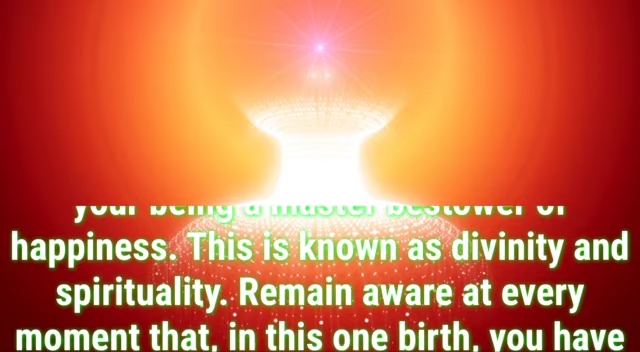 your being a master bestower of
happiness. This is known as divinity and
spirituality. Remain aware at every
moment that, in this one birth, you have